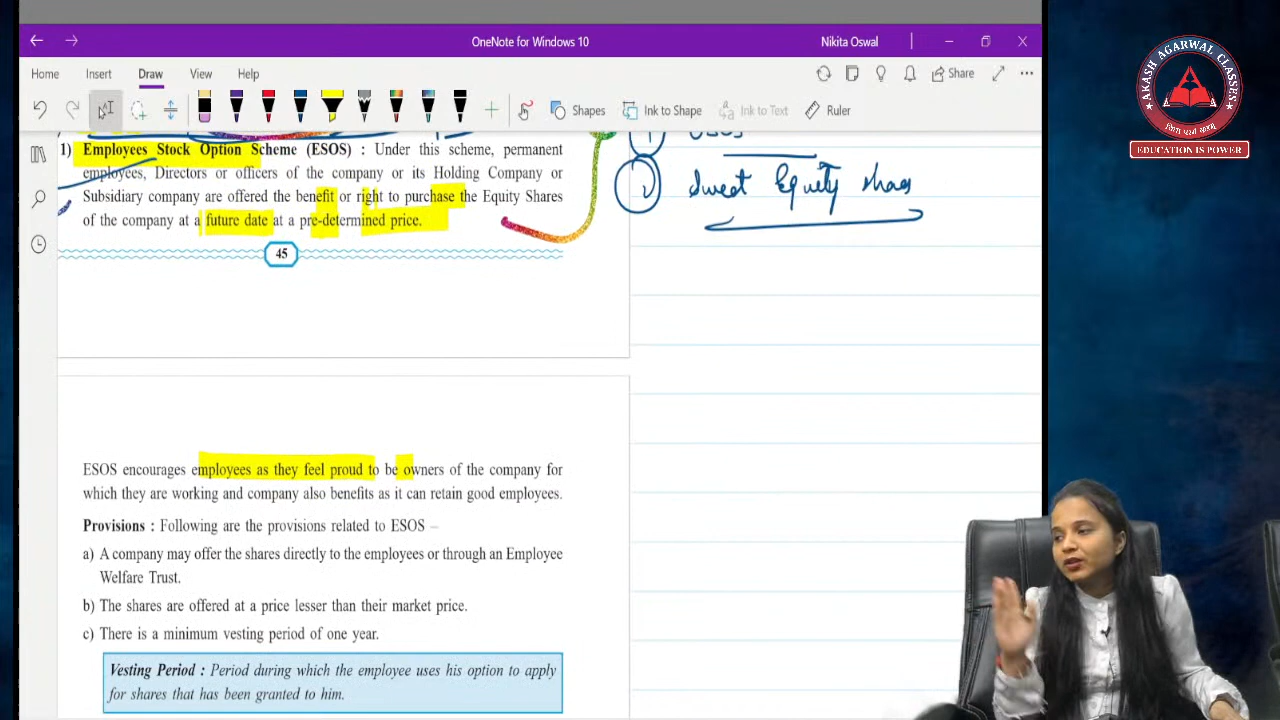 OneNote for Windows 10
Nikita Oswal
Home Insert Draw View Help
Share
Shapes Ink to Shape Ink to Text Ruler
1) Employees Stock Option Scheme (ESOS) : Under this scheme, permanent
employees, Directors or officers of the company or its Holding Company or
Subsidiary company are offered the benefit or right to purchase the Equity Shares
of the company at a future date at a pre-determined price.
45
ESOS encourages employees as they feel proud to be owners of the company for
which they are working and company also benefits as it can retain good employees.
Provisions : Following are the provisions related to ESOS –
a) A company may offer the shares directly to the employees or through an Employee
Welfare Trust.
b) The shares are offered at a price lesser than their market price.
c) There is a minimum vesting period of one year.
Vesting Period : Period during which the employee uses his option to apply
for shares that has been granted to him.
Equity
AKASH AGARWAL CLASSES
EDUCATION IS POWER